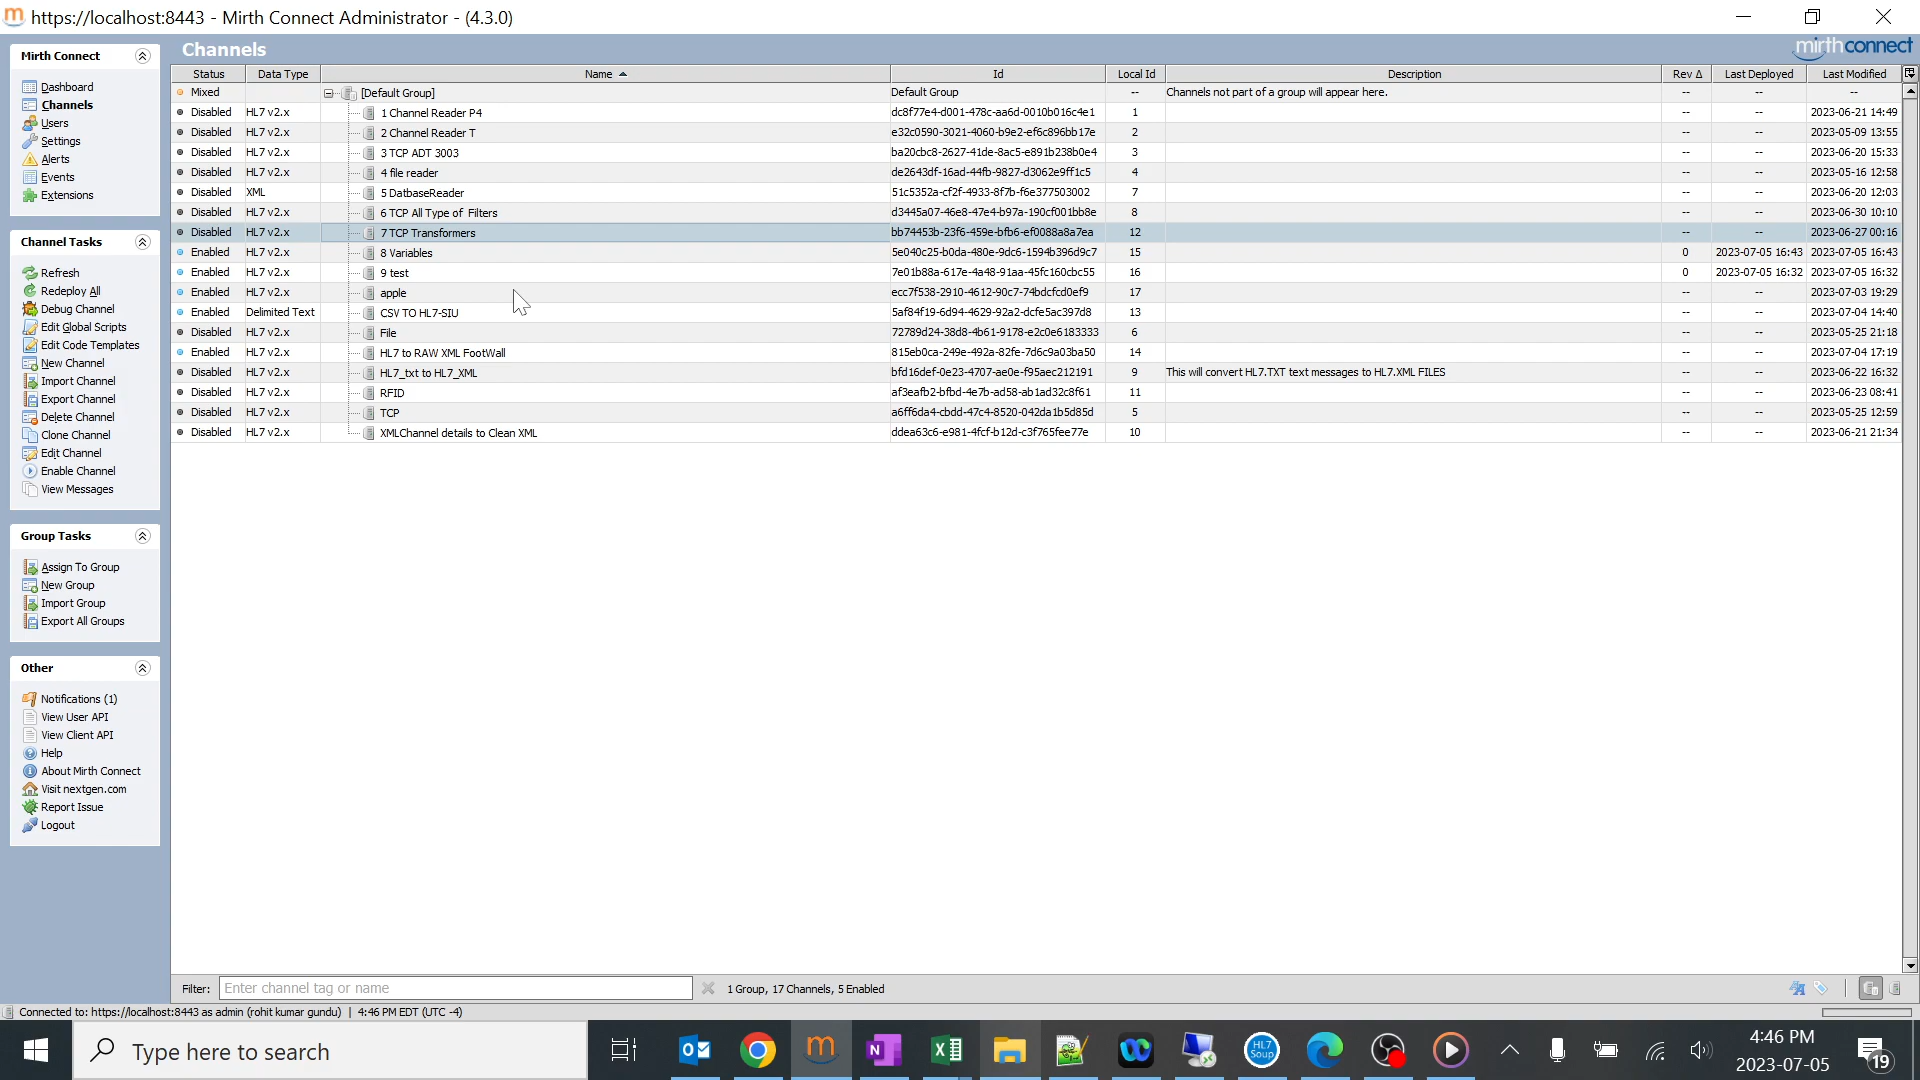 https://localhost:8443 - Mirth Connect Administrator - (4.3.0)
Mirth Connect
Dashboard
Channels
Users
Settings
Alerts
Events
Extensions
Channel Tasks
Refresh
Redeploy All
Debug Channel
Edit Global Scripts
Edit Code Templates
New Channel
Import Channel
Export Channel
Delete Channel
Clone Channel
Edit Channel
Enable Channel
View Messages
Group Tasks
Assign To Group
New Group
Import Group
Export All Groups
Other
Notifications (1)
View User API
View Client API
Help
About Mirth Connect
Visit nextgen.com
Report Issue
Logout
Channels
mirthconnect
Status Data Type Name Id Local Id Description Rev Δ Last Deployed Last Modified
Mixed [Default Group] Default Group -- Channels not part of a group will appear here. -- -- --
Disabled HL7 v2.x 1 Channel Reader P4 dc8f77e4-d001-478c-aa6d-0010b016c4e1 1 -- -- 2023-06-21 14:49
Disabled HL7 v2.x 2 Channel Reader T e32c0590-3021-4060-b9e2-ef6c896bb17e 2 -- -- 2023-05-09 13:55
Disabled HL7 v2.x 3 TCP ADT 3003 ba20cbc8-2627-41de-8ac5-e891b238b0e4 3 -- -- 2023-06-20 15:33
Disabled HL7 v2.x 4 file reader de2643df-16ad-44fb-9827-d3062e9ff1c5 4 -- -- 2023-05-16 12:58
Disabled XML 5 DatbaseReader 51c5352a-cf2f-4933-8f7b-f6e377503002 7 -- -- 2023-06-20 12:03
Disabled HL7 v2.x 6 TCP All Type of Filters d3445a07-46e8-47e4-b97a-190cf001bb8e 8 -- -- 2023-06-30 10:10
Disabled HL7 v2.x 7 TCP Transformers bb74453b-23f6-459e-bfb6-ef0088a8a7ea 12 -- -- 2023-06-27 00:16
Enabled HL7 v2.x 8 Variables 5e040c25-b0da-480e-9dc6-1594b396d9c7 15 0 2023-07-05 16:43 2023-07-05 16:43
Enabled HL7 v2.x 9 test 7e01b88a-617e-4a48-91aa-45fc160cbc55 16 0 2023-07-05 16:32 2023-07-05 16:32
Enabled HL7 v2.x apple ecc7f538-2910-4612-90c7-74bdcfcd0ef9 17 -- -- 2023-07-03 19:29
Enabled Delimited Text CSV TO HL7-SIU 5af84f19-6d94-4629-92a2-dcfe5ac397d8 13 -- -- 2023-07-04 14:40
Disabled HL7 v2.x File 72789d24-38d8-4b61-9178-e2c0e6183333 6 -- -- 2023-05-25 21:18
Enabled HL7 v2.x HL7 to RAW XML FootWall 815eb0ca-249e-492a-82fe-7d6c9a03ba50 14 -- -- 2023-07-04 17:19
Disabled HL7 v2.x HL7_txt to HL7_XML bfd16def-0e23-4707-ae0e-f95aec212191 9 This will convert HL7.TXT text messages to HL7.XML FILES -- -- 2023-06-22 16:32
Disabled HL7 v2.x RFID af3eafb2-bfbd-4e7b-ad58-ab1ad32c8f61 11 -- -- 2023-06-23 08:41
Disabled HL7 v2.x TCP a6ff6da4-cbdd-47c4-8520-042da1b5d85d 5 -- -- 2023-05-25 12:59
Disabled HL7 v2.x XMLChannel details to Clean XML ddea63c6-e981-4fcf-b12d-c3f765fee77e 10 -- -- 2023-06-21 21:34
Filter: Enter channel tag or name 1 Group, 17 Channels, 5 Enabled
Connected to: https://localhost:8443 as admin (rohit kumar gundu) | 4:46 PM EDT (UTC -4)
Type here to search
HL7 Soup
4:46 PM
2023-07-05
19